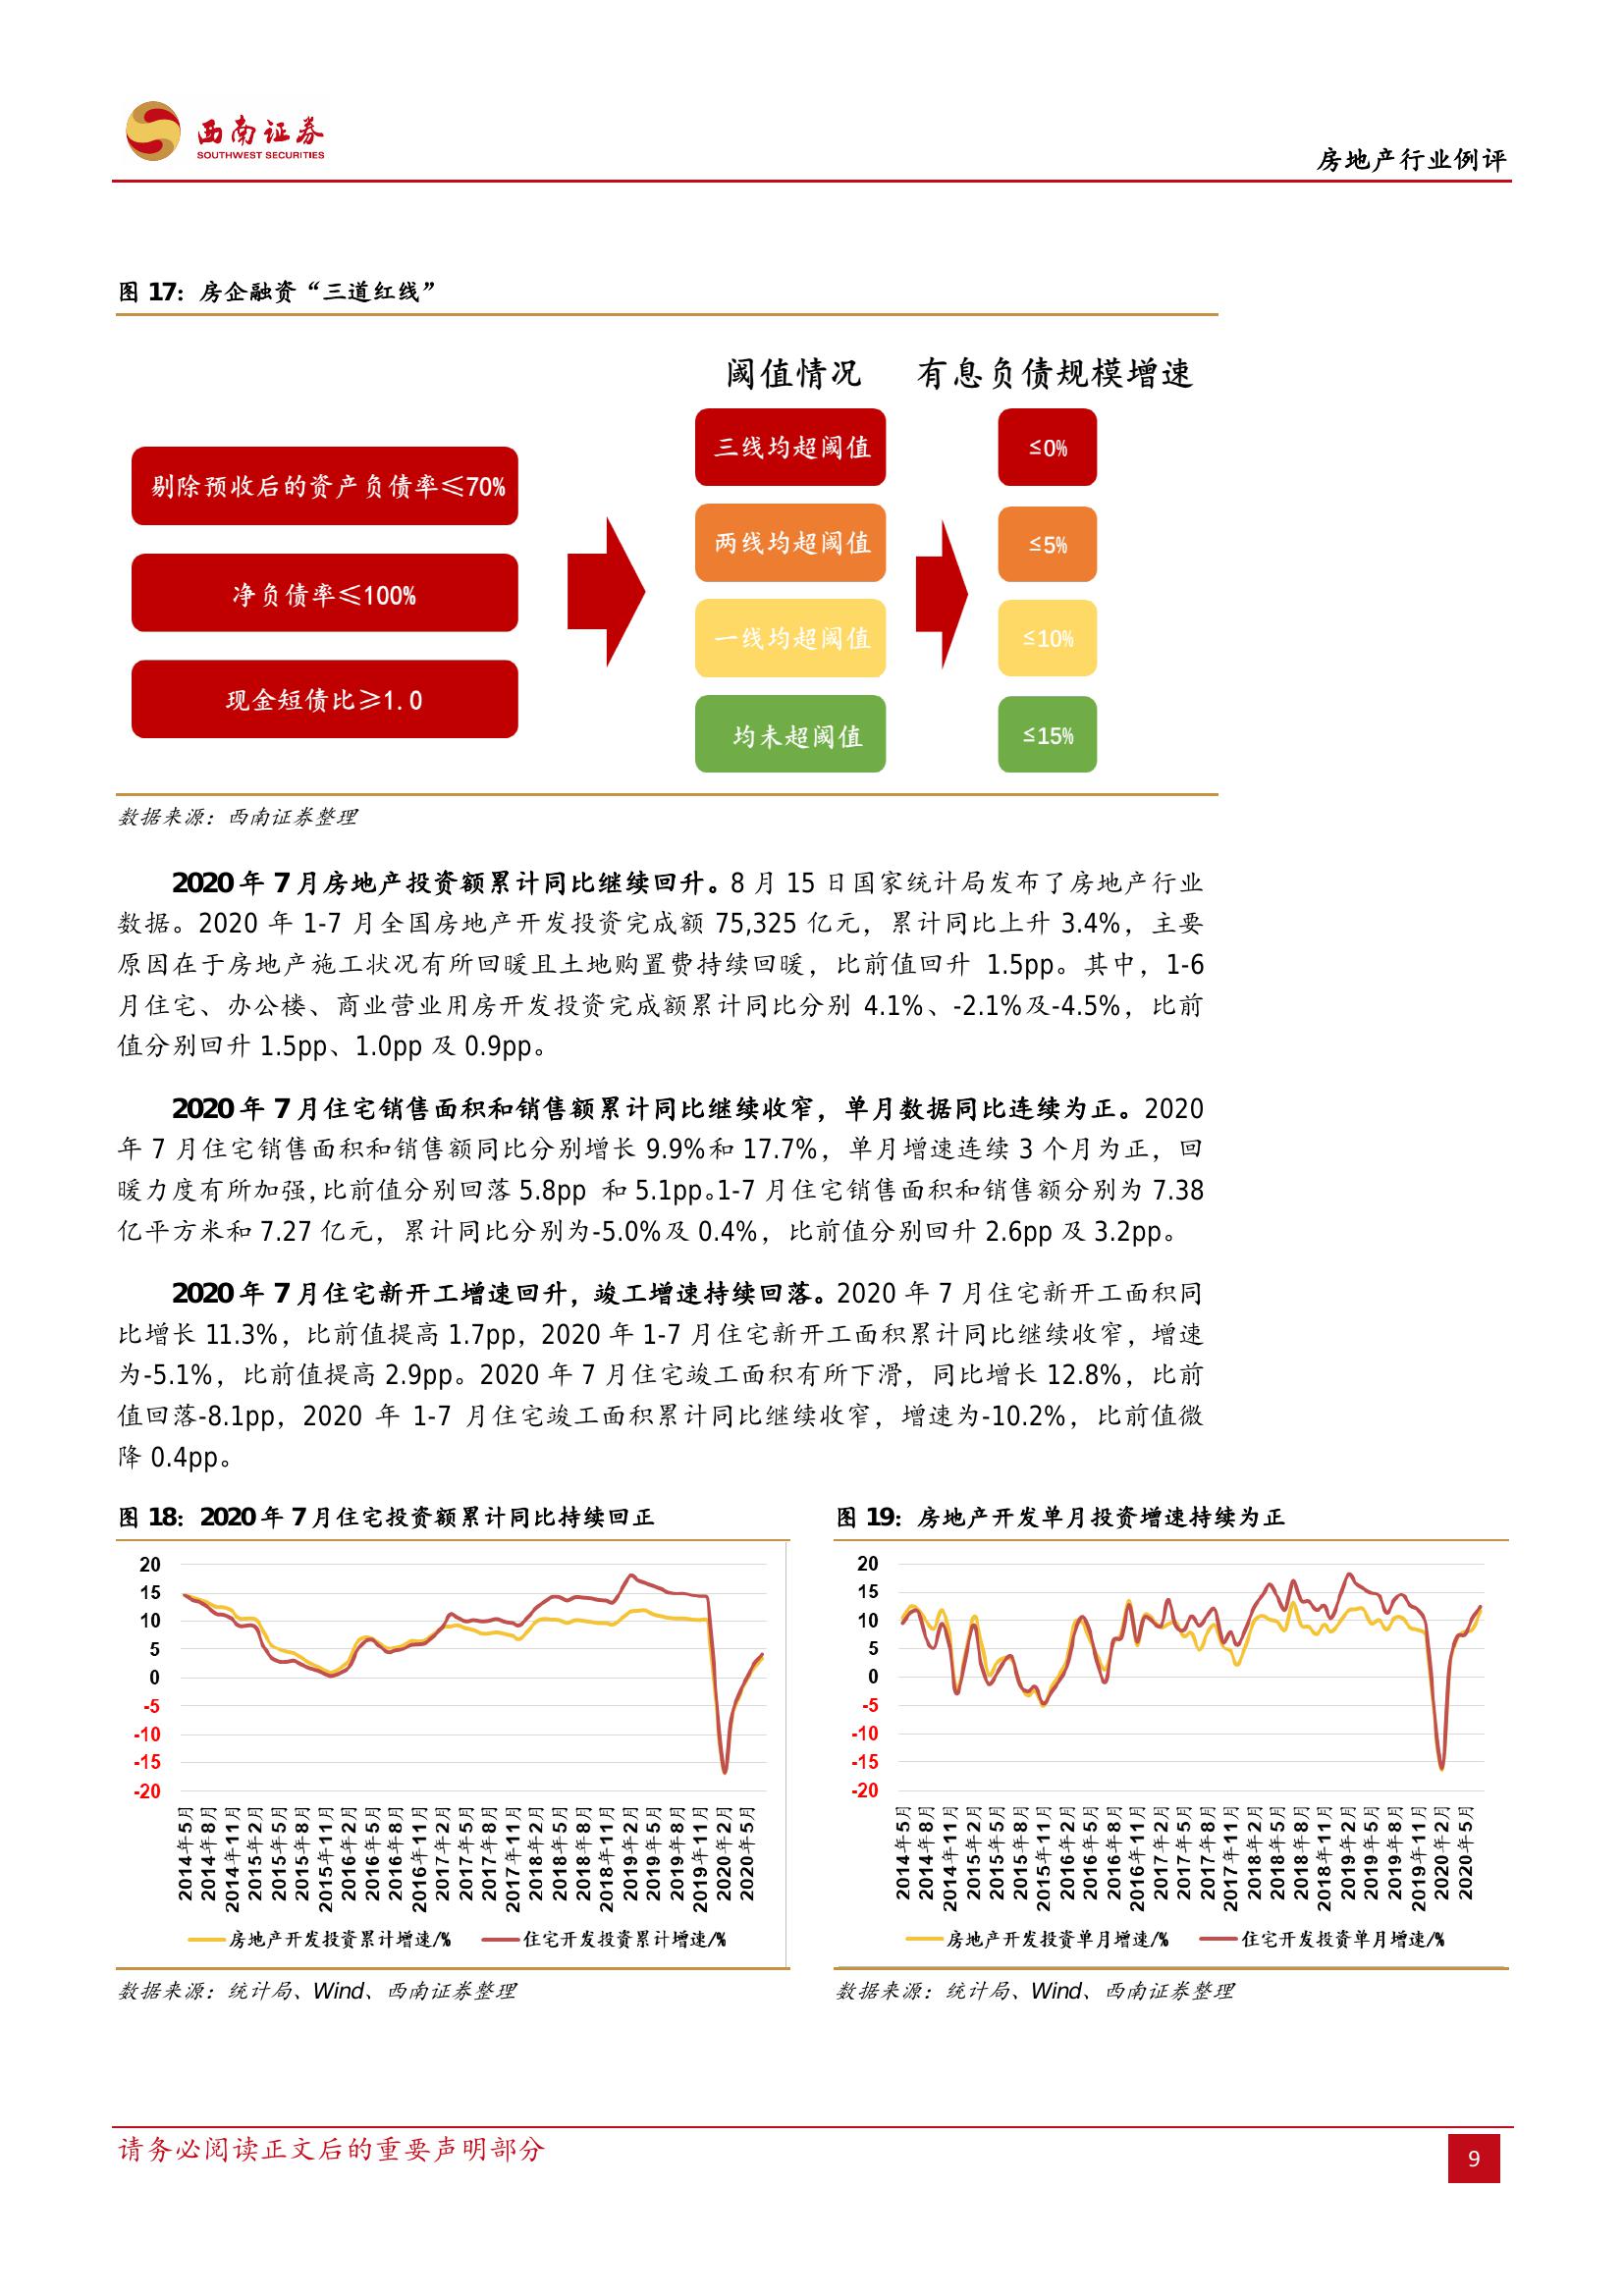 西南证券
SOUTHWEST SECURITIES
房地产行业例评
图 17：房企融资“三道红线”
阈值情况 有息负债规模增速
剔除预收后的资产负债率≤70%
净负债率≤100%
现金短债比≥1.0
三线均超阈值 ≤0%
两线均超阈值 ≤5%
一线均超阈值 ≤10%
均未超阈值 ≤15%
数据来源：西南证券整理
2020 年 7 月房地产投资额累计同比继续回升。8 月 15 日国家统计局发布了房地产行业
数据。2020 年 1-7 月全国房地产开发投资完成额 75,325 亿元，累计同比上升 3.4%，主要
原因在于房地产施工状况有所回暖且土地购置费持续回暖，比前值回升 1.5pp。其中，1-6
月住宅、办公楼、商业营业用房开发投资完成额累计同比分别 4.1%、-2.1%及-4.5%，比前
值分别回升 1.5pp、1.0pp 及 0.9pp。
2020 年 7 月住宅销售面积和销售额累计同比继续收窄，单月数据同比连续为正。2020
年 7 月住宅销售面积和销售额同比分别增长 9.9%和 17.7%，单月增速连续 3 个月为正，回
暖力度有所加强，比前值分别回落 5.8pp 和 5.1pp。1-7 月住宅销售面积和销售额分别为 7.38
亿平方米和 7.27 亿元，累计同比分别为-5.0%及 0.4%，比前值分别回升 2.6pp 及 3.2pp。
2020 年 7 月住宅新开工增速回升，竣工增速持续回落。2020 年 7 月住宅新开工面积同
比增长 11.3%，比前值提高 1.7pp，2020 年 1-7 月住宅新开工面积累计同比继续收窄，增速
为-5.1%，比前值提高 2.9pp。2020 年 7 月住宅竣工面积有所下滑，同比增长 12.8%，比前
值回落-8.1pp，2020 年 1-7 月住宅竣工面积累计同比继续收窄，增速为-10.2%，比前值微
降 0.4pp。
图 18：2020 年 7 月住宅投资额累计同比持续回正
20
15
10
5
0
-5
-10
-15
-20
2014年5月 2014年8月 2014年11月 2015年2月 2015年5月 2015年8月 2015年11月 2016年2月 2016年5月 2016年8月 2016年11月 2017年2月 2017年5月 2017年8月 2017年11月 2018年2月 2018年5月 2018年8月 2018年11月 2019年2月 2019年5月 2019年8月 2019年11月 2020年2月 2020年5月
房地产开发投资累计增速/% 住宅开发投资累计增速/%
数据来源：统计局、Wind、西南证券整理
图 19：房地产开发单月投资增速持续为正
20
15
10
5
0
-5
-10
-15
-20
2014年5月 2014年8月 2014年11月 2015年2月 2015年5月 2015年8月 2015年11月 2016年2月 2016年5月 2016年8月 2016年11月 2017年2月 2017年5月 2017年8月 2017年11月 2018年2月 2018年5月 2018年8月 2018年11月 2019年2月 2019年5月 2019年8月 2019年11月 2020年2月 2020年5月
房地产开发投资单月增速/% 住宅开发投资单月增速/%
数据来源：统计局、Wind、西南证券整理
请务必阅读正文后的重要声明部分
9